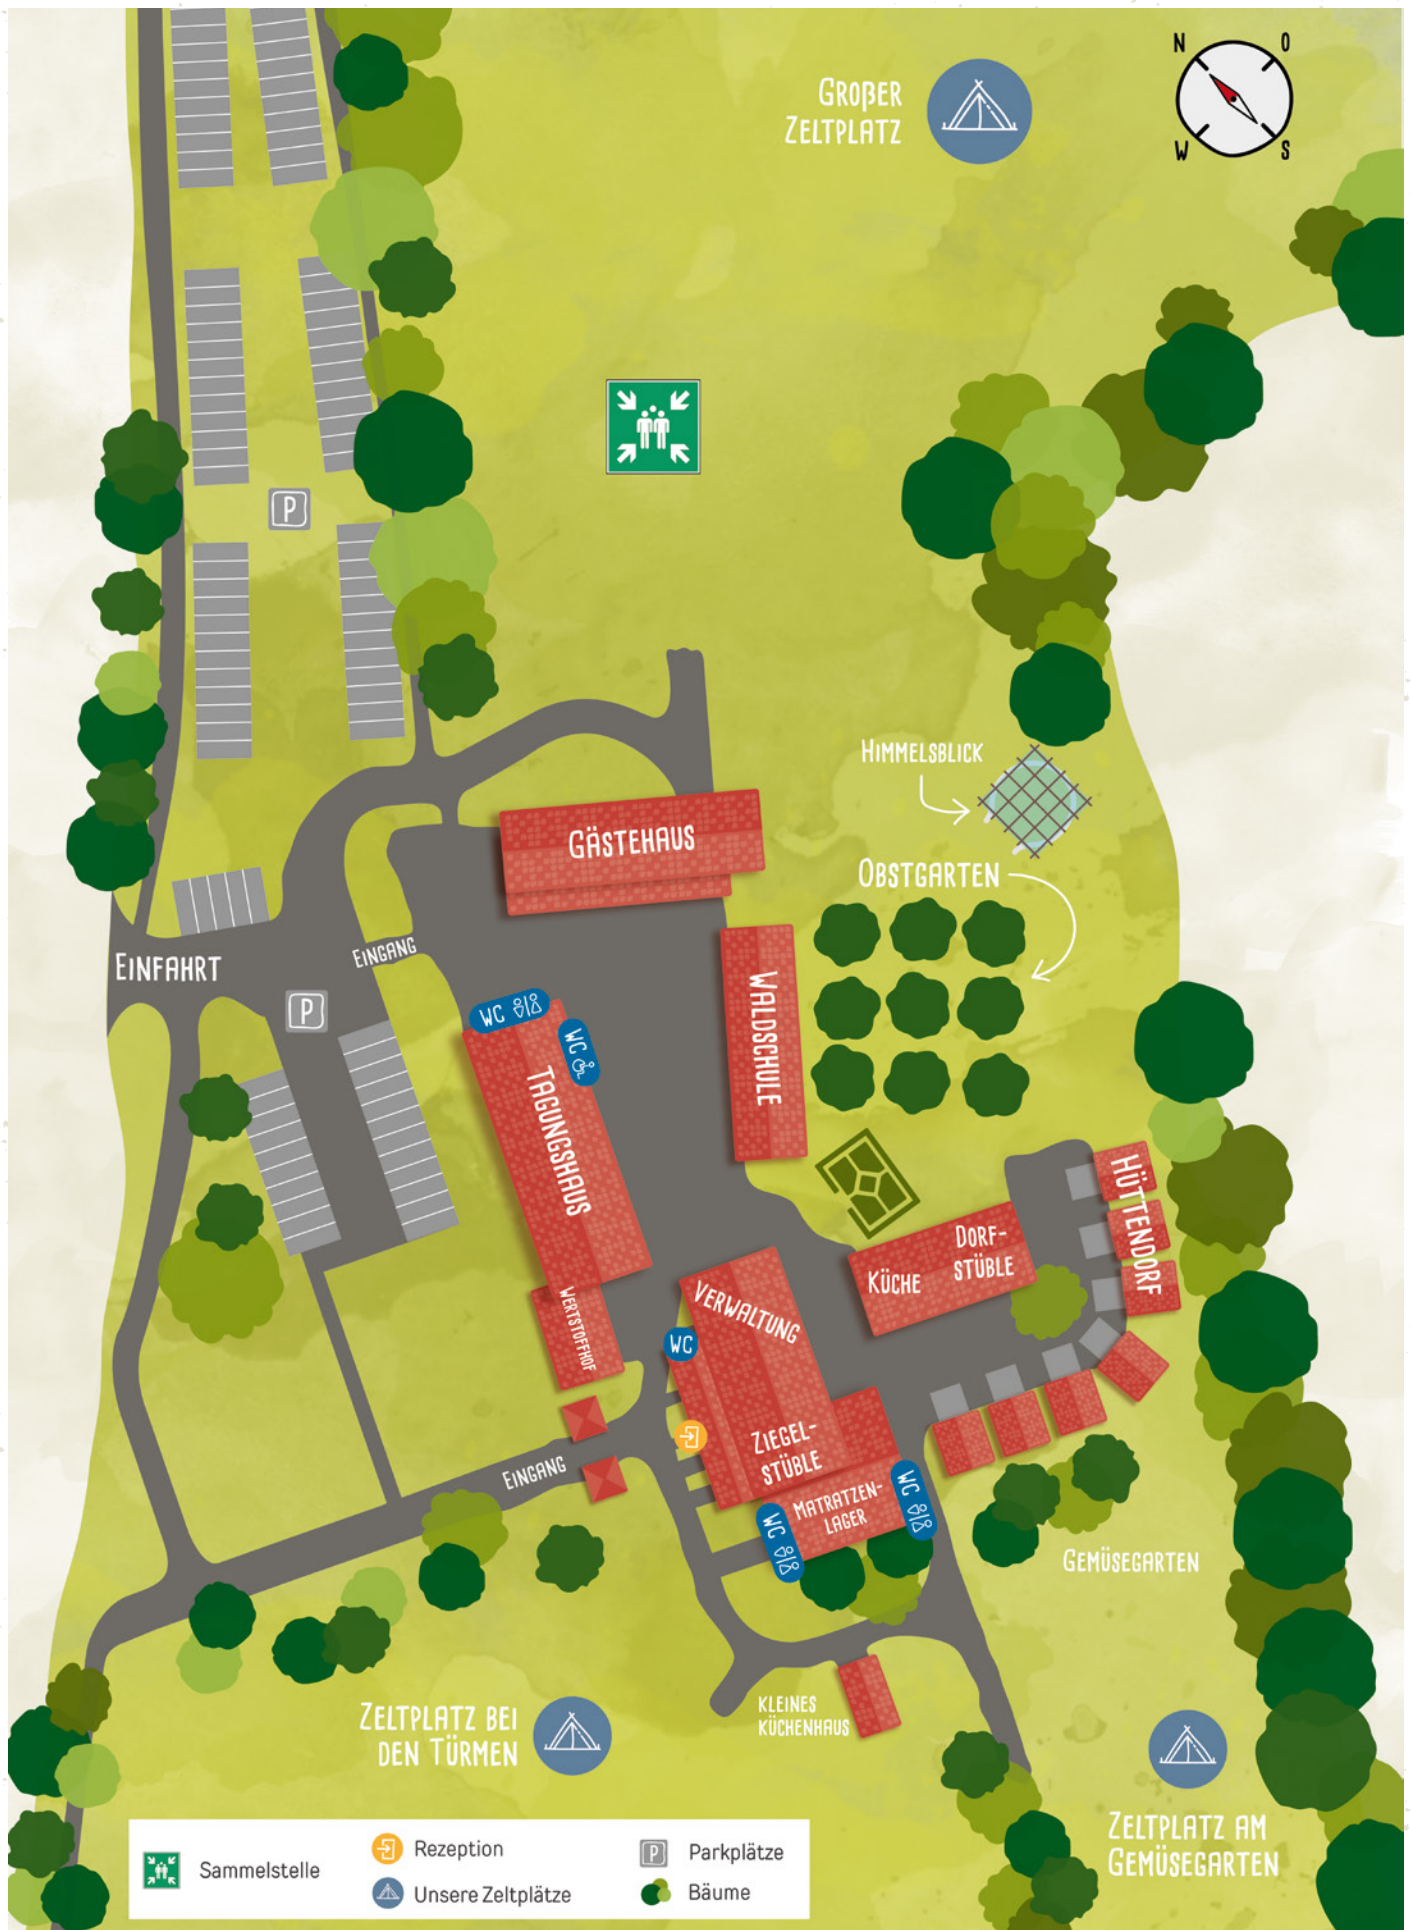 N
O
W
S
GROßER
ZELTPLATZ
P
HIMMELSBLICK
GÄSTEHAUS
OBSTGARTEN
EINGANG
EINFAHRT
WALDSCHULE
P
WC
WC
TAGUNGSHAUS
HÜTTENDORF
DORF-
STÜBLE
KÜCHE
WERTSTOFFHOF
VERWALTUNG
WC
ZIEGEL-
STÜBLE
EINGANG
MATRATZEN-
LAGER
WC
WC
GEMÜSEGARTEN
ZELTPLATZ BEI
DEN TÜRMEN
KLEINES
KÜCHENHAUS
ZELTPLATZ AM
GEMÜSEGARTEN
Sammelstelle
Rezeption
Unsere Zeltplätze
P
Parkplätze
Bäume